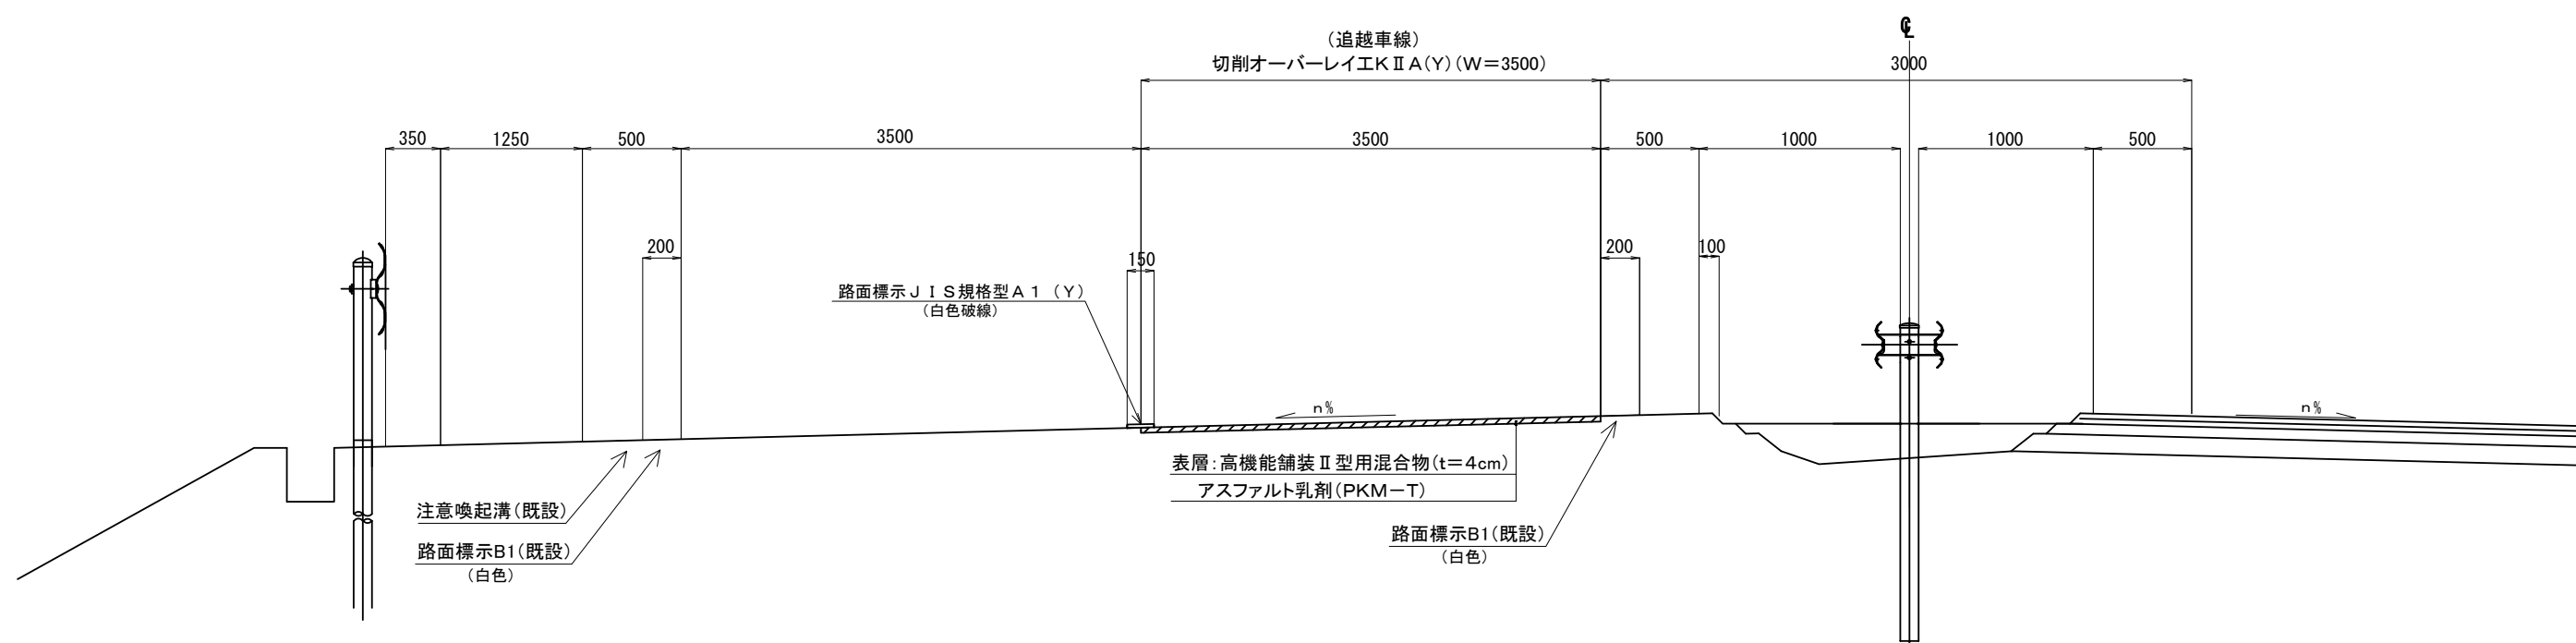 ℄
(追越車線)
切削オーバーレイ工KⅡA(Y)(W=3500)
3000
350
1250
500
3500
3500
500
1000
1000
500
200
150
200
100
路面標示JIS規格型A1 (Y)
(白色破線)
n%
n%
表層:高機能舗装Ⅱ型用混合物(t=4cm)
アスファルト乳剤(PKM-T)
注意喚起溝(既設)
路面標示B1(既設)
(白色)
路面標示B1(既設)
(白色)